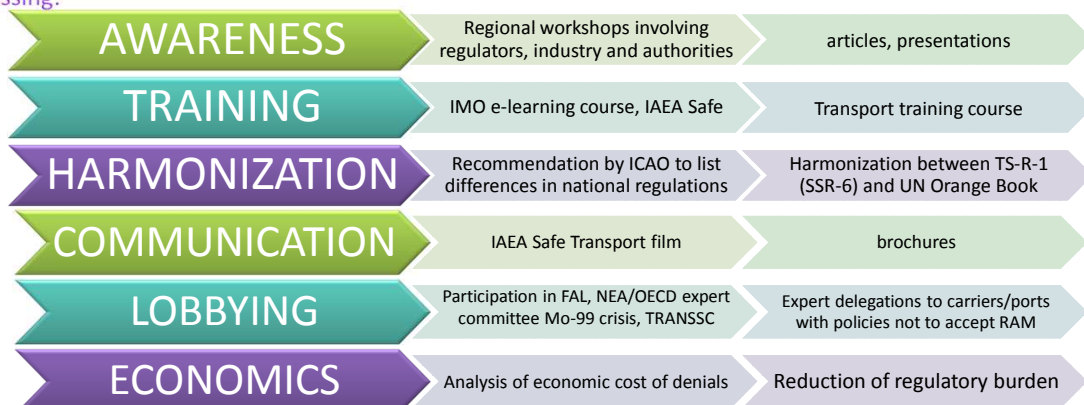 AWARENESS
Regional workshops involving
regulators, industry and authorities
articles, presentations
TRAINING
IMO e-learning course, IAEA Safe
Transport training course
HARMONIZATION
Recommendation by ICAO to list
differences in national regulations
Harmonization between TS-R-1
(SSR-6) and UN Orange Book
COMMUNICATION
IAEA Safe Transport film
brochures
LOBBYING
Participation in FAL, NEA/OECD expert
committee Mo-99 crisis, TRANSSC
Expert delegations to carriers/ports
with policies not to accept RAM
ECONOMICS
Analysis of economic cost of denials
Reduction of regulatory burden